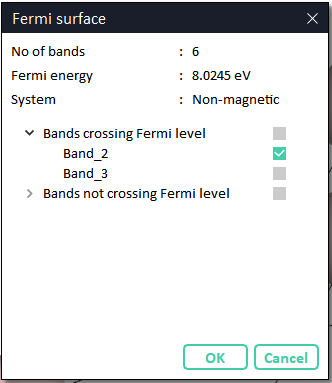 Fermi surface
No of bands : 6
Fermi energy : 8.0245 eV
System : Non-magnetic
Bands crossing Fermi level
Band_2
Band_3
Bands not crossing Fermi level
OK Cancel